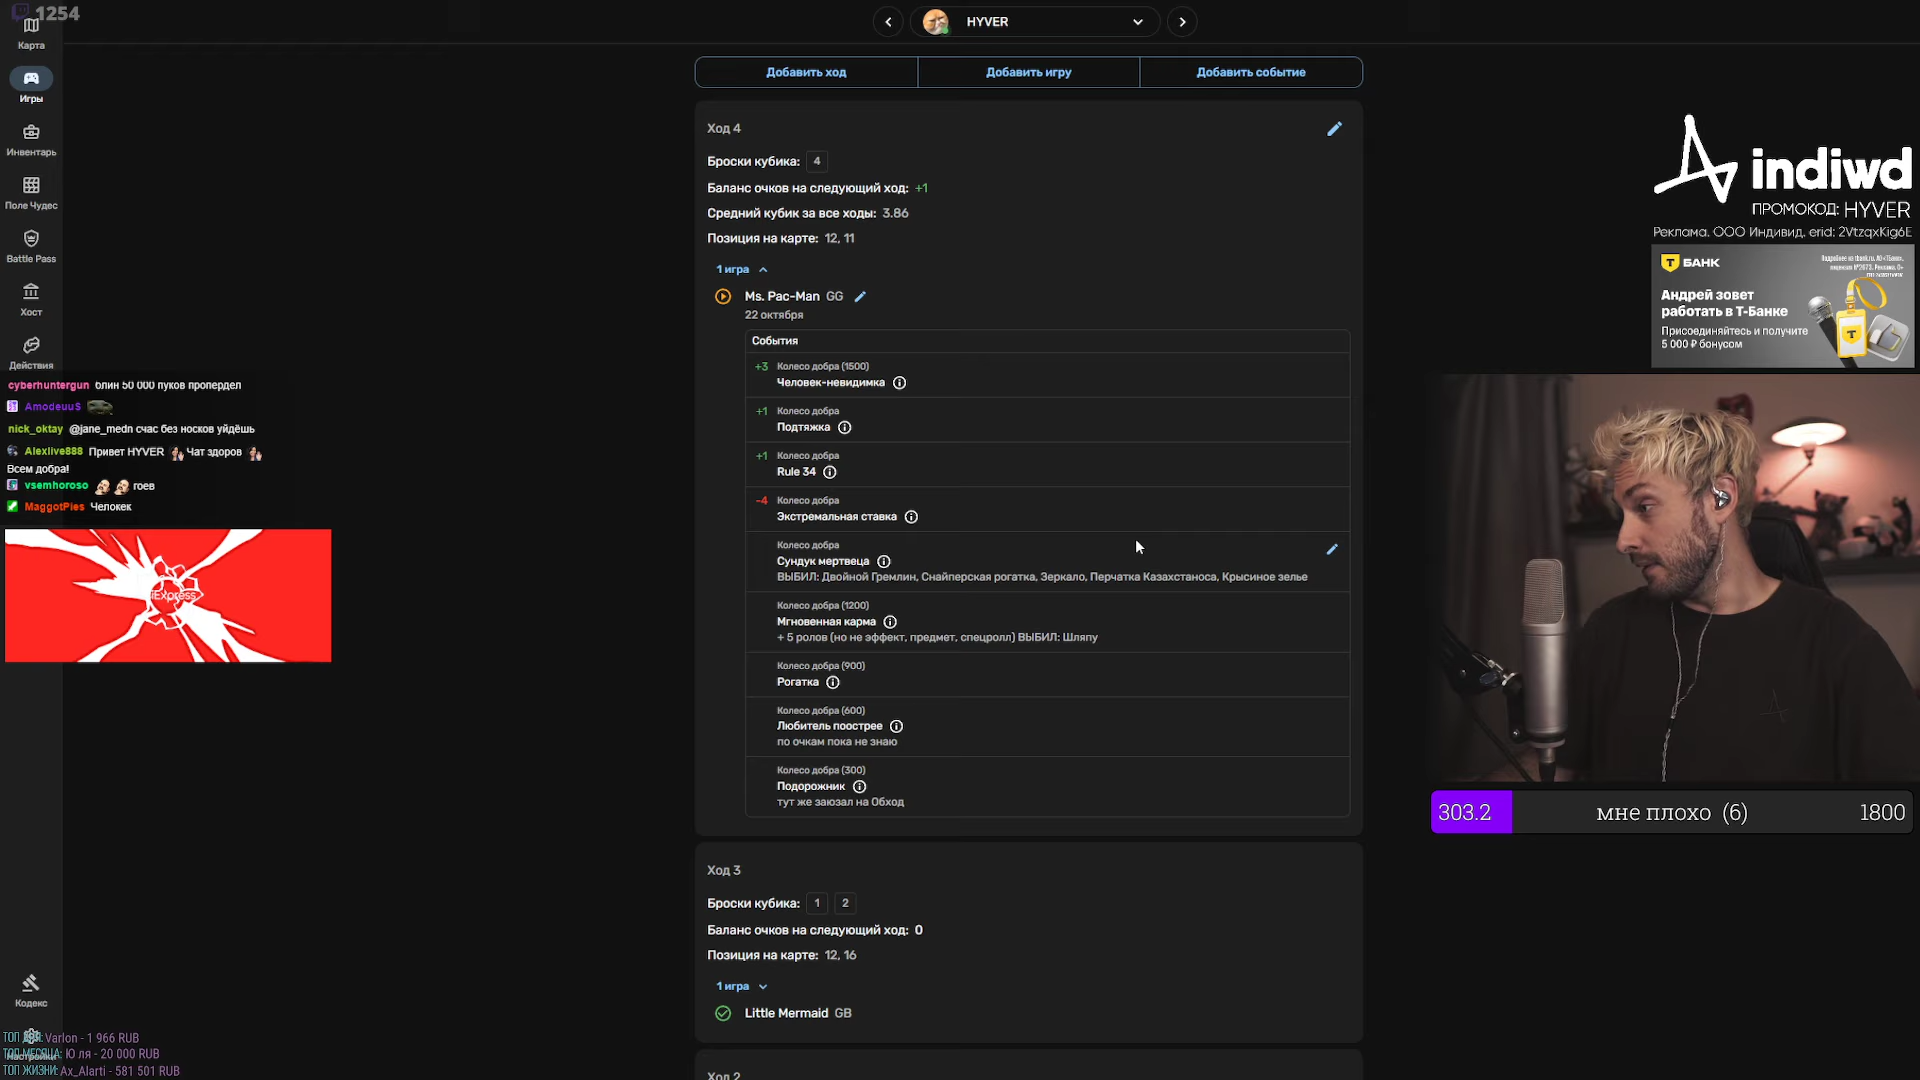 1254
Карта
Игры
Инвентарь
Поле Чудес
Battle Pass
Хост
Действия
cyberhuntergun блин 50 000 пуков пропердел
AmodeuuS
nick_oktay @jane_medn счас без носков уйдёшь
Alexlive888 Привет HYVER Чат здоров
Всем добра!
vsemhoroso гоев
MaggotPies Челокек
iExpress
Кодекс
Настройки
ТОП ДНЯ: Varlon - 1 966 RUB
ТОП МЕСЯЦА: Ю ля - 20 000 RUB
ТОП ЖИЗНИ: Ax_Alarti - 581 501 RUB
HYVER
Добавить ход
Добавить игру
Добавить событие
Ход 4
Броски кубика: 4
Баланс очков на следующий ход: +1
Средний кубик за все ходы: 3.86
Позиция на карте: 12, 11
1 игра
Ms. Pac-Man GG
22 октября
События
+3 Колесо добра (1500)
Человек-невидимка
+1 Колесо добра
Подтяжка
+1 Колесо добра
Rule 34
-4 Колесо добра
Экстремальная ставка
Колесо добра
Сундук мертвеца
ВЫБИЛ: Двойной Гремлин, Снайперская рогатка, Зеркало, Перчатка Казахстаноса, Крысиное зелье
Колесо добра (1200)
Мгновенная карма
+ 5 ролов (но не эффект, предмет, спецролл) ВЫБИЛ: Шляпу
Колесо добра (900)
Рогатка
Колесо добра (600)
Любитель поострее
по очкам пока не знаю
Колесо добра (300)
Подорожник
тут же заюзал на Обход
Ход 3
Броски кубика: 1 2
Баланс очков на следующий ход: 0
Позиция на карте: 12, 16
1 игра
Little Mermaid GB
Ход 2
indiwd
ПРОМОКОД: HYVER
Реклама. ООО Индивид. erid: 2VtzqxKig6E
Т БАНК
Андрей зовет
работать в Т-Банке
Присоединяйтесь и получите
5 000 ₽ бонусом
303.2 мне плохо (6) 1800